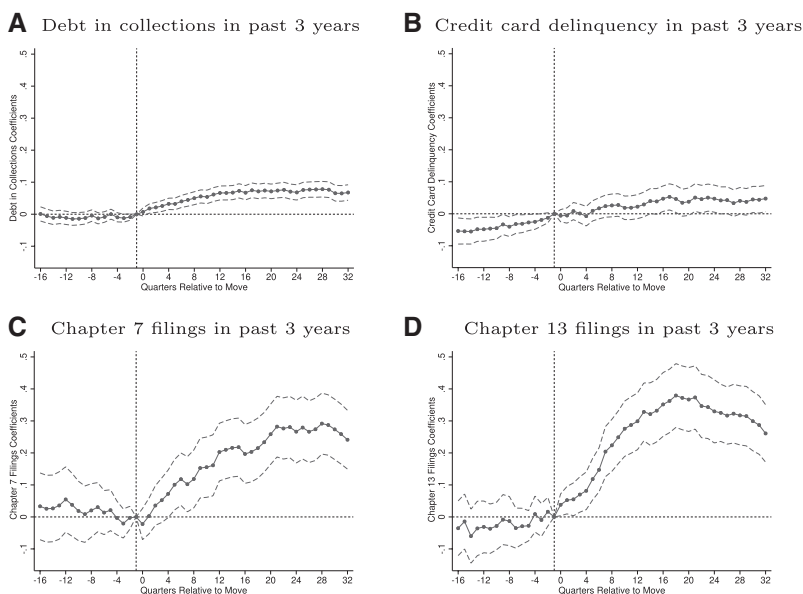 A Debt in collections in past 3 years
Debt in Collections Coefficients
.5
.4
.3
.2
.1
0
-.1
-16 -12 -8 -4 0 4 8 12 16 20 24 28 32
Quarters Relative to Move
B Credit card delinquency in past 3 years
Credit Card Delinquency Coefficients
.5
.4
.3
.2
.1
0
-.1
-16 -12 -8 -4 0 4 8 12 16 20 24 28 32
Quarters Relative to Move
C Chapter 7 filings in past 3 years
Chapter 7 Filings Coefficients
.5
.4
.3
.2
.1
0
-.1
-16 -12 -8 -4 0 4 8 12 16 20 24 28 32
Quarters Relative to Move
D Chapter 13 filings in past 3 years
Chapter 13 Filings Coefficients
.5
.4
.3
.2
.1
0
-.1
-16 -12 -8 -4 0 4 8 12 16 20 24 28 32
Quarters Relative to Move